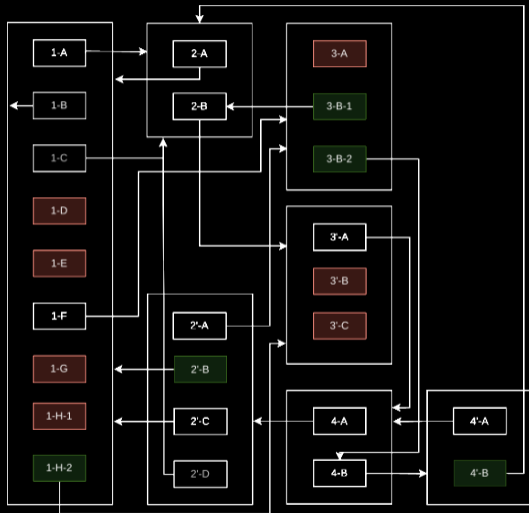 1-A
1-B
1-C
1-D
1-E
1-F
1-G
1-H-1
1-H-2
2-A
2-B
2'-A
2'-B
2'-C
2'-D
3-A
3-B-1
3-B-2
3'-A
3'-B
3'-C
4-A
4-B
4'-A
4'-B